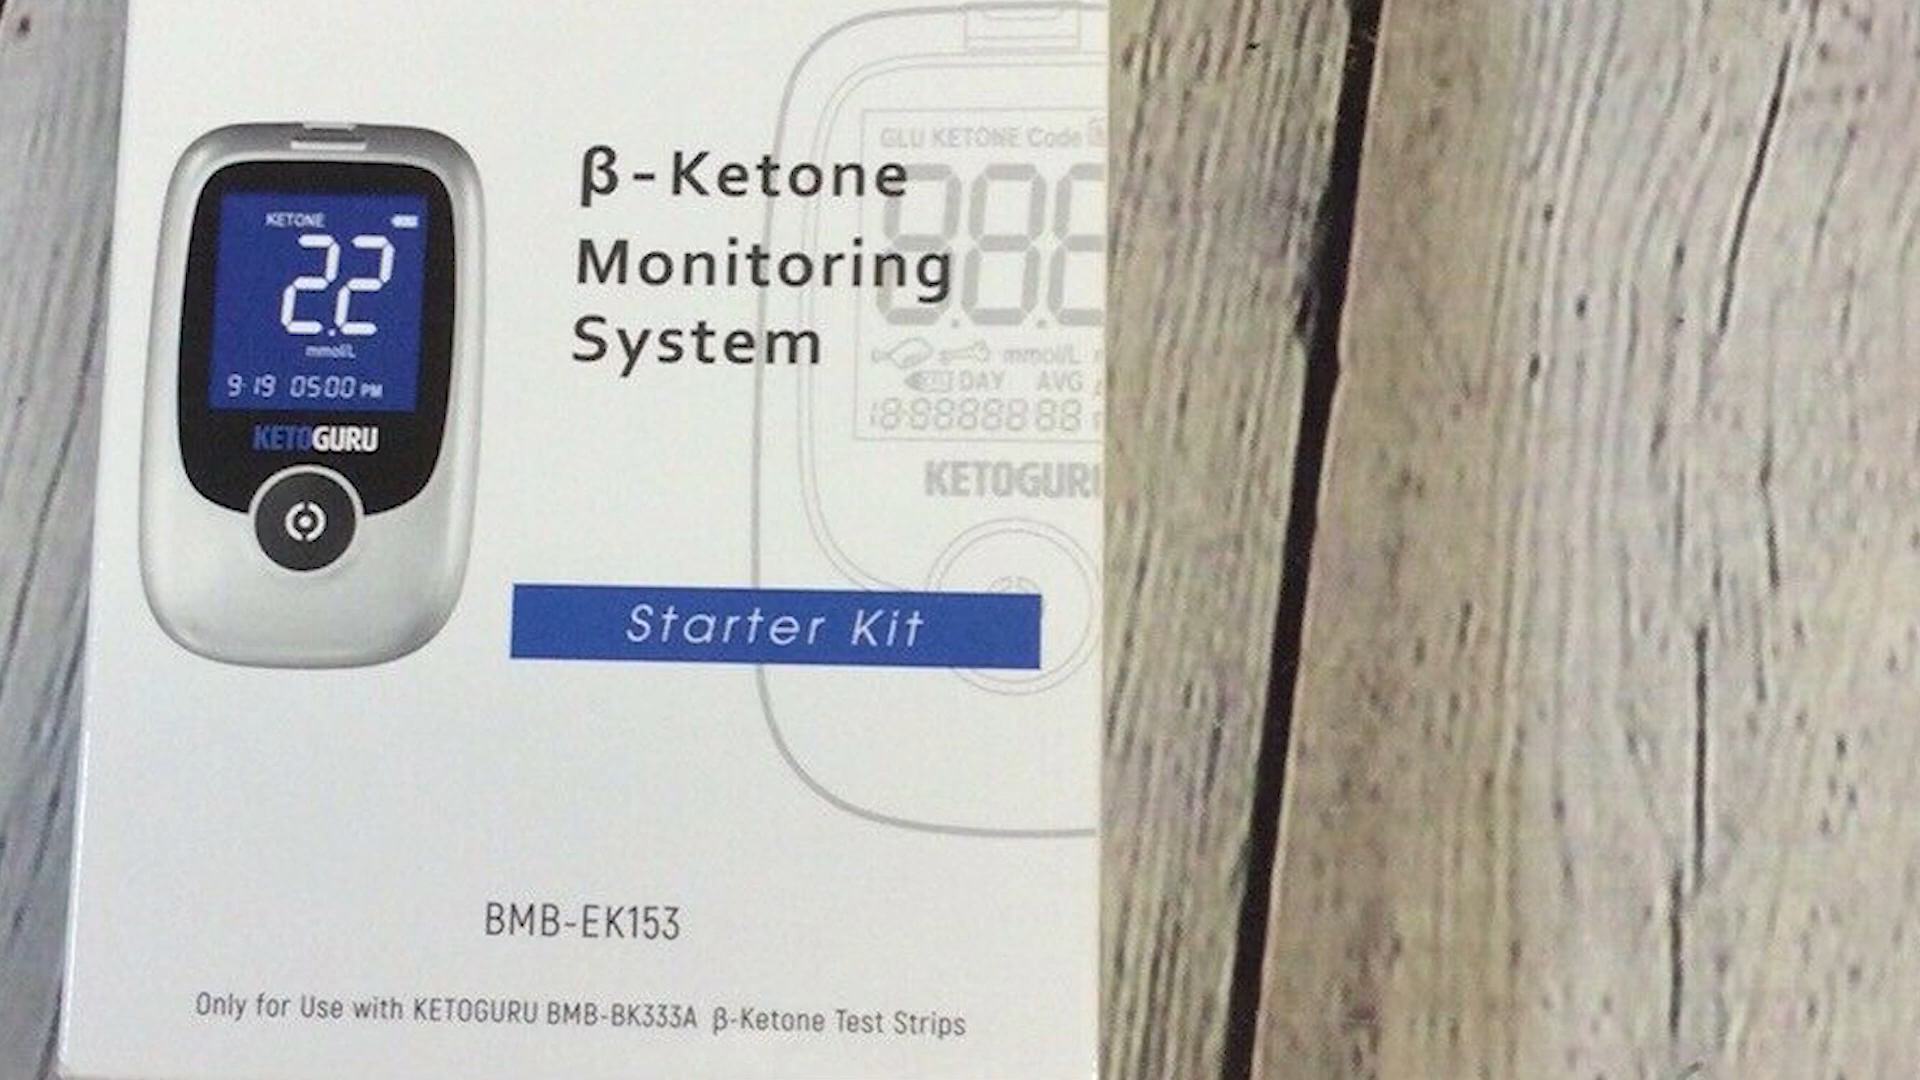 KETONE
2.2
mmol/L
9-19 05:00 PM
KETOGURU
β-Ketone
Monitoring
System
GLU KETONE Code
mmol/L
DAY AVG
KETOGURU
Starter Kit
BMB-EK153
Only for Use with KETOGURU BMB-BK333A β-Ketone Test Strips